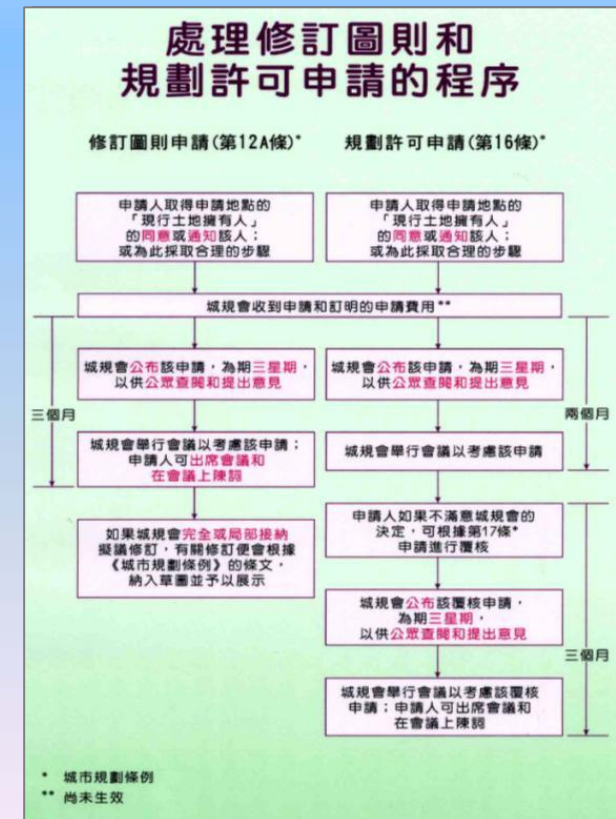 處理修訂圖則和
規劃許可申請的程序
修訂圖則申請(第12A條)*
規劃許可申請(第16條)*
申請人取得申請地點的
「現行土地擁有人」
的同意或通知該人;
或為此採取合理的步驟
申請人取得申請地點的
「現行土地擁有人」
的同意或通知該人;
或為此採取合理的步驟
城規會收到申請和訂明的申請費用**
城規會公布該申請,為期三星期,
以供公眾查閱和提出意見
城規會公布該申請,為期三星期,
以供公眾查閱和提出意見
三個月
兩個月
城規會舉行會議以考慮該申請;
申請人可出席會議和
在會議上陳詞
城規會舉行會議以考慮該申請
如果城規會完全或局部接納
擬議修訂,有關修訂便會根據
《城市規劃條例》的條文,
納入草圖並予以展示
申請人如果不滿意城規會的
決定,可根據第17條*
申請進行覆核
城規會公布該覆核申請,
為期三星期,
以供公眾查閱和提出意見
三個月
城規會舉行會議以考慮該覆核
申請;申請人可出席會議和
在會議上陳詞
* 城市規劃條例
** 尚未生效